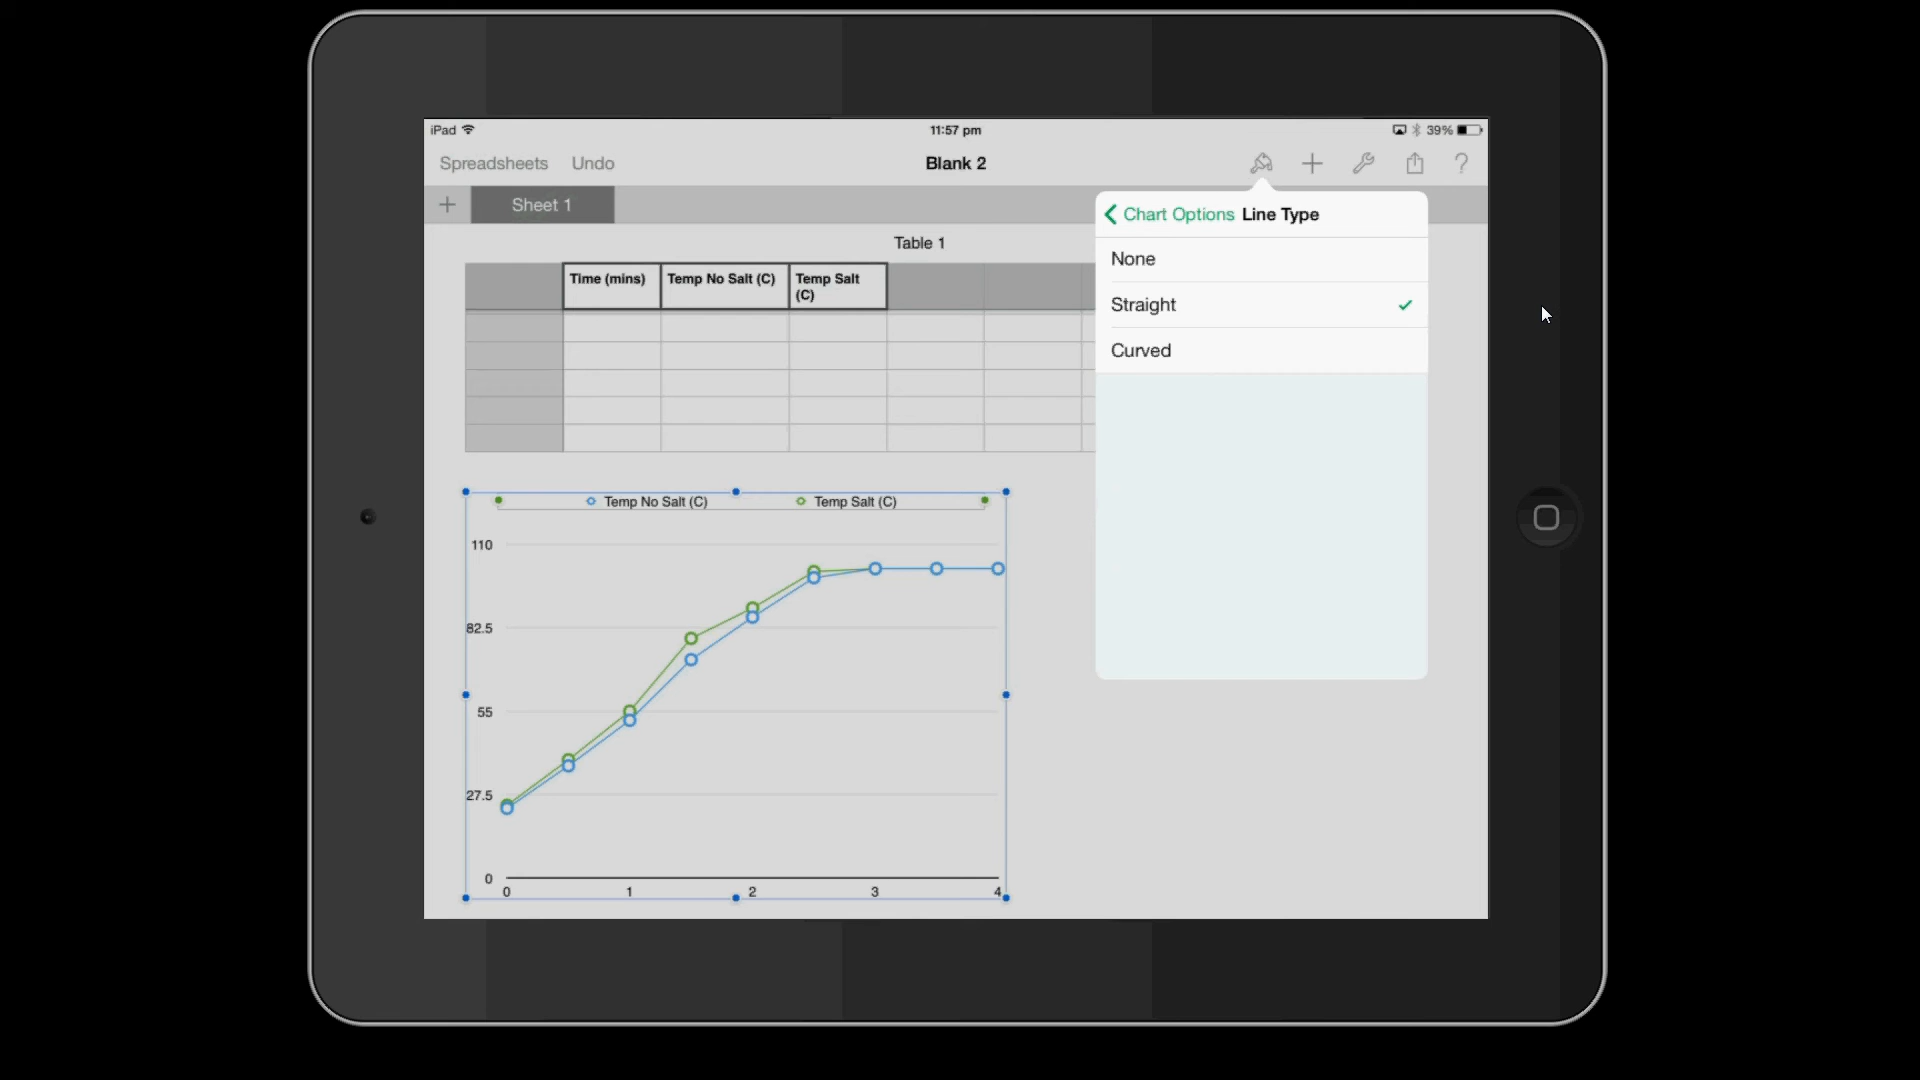 iPad 11:57 pm 39%
Spreadsheets Undo Blank 2 ?
Sheet 1
Chart Options Line Type
None
Straight
Curved
Table 1
Time (mins) Temp No Salt (C) Temp Salt
(C)
Temp No Salt (C) Temp Salt (C)
110
82.5
55
27.5
0
0 1 2 3 4